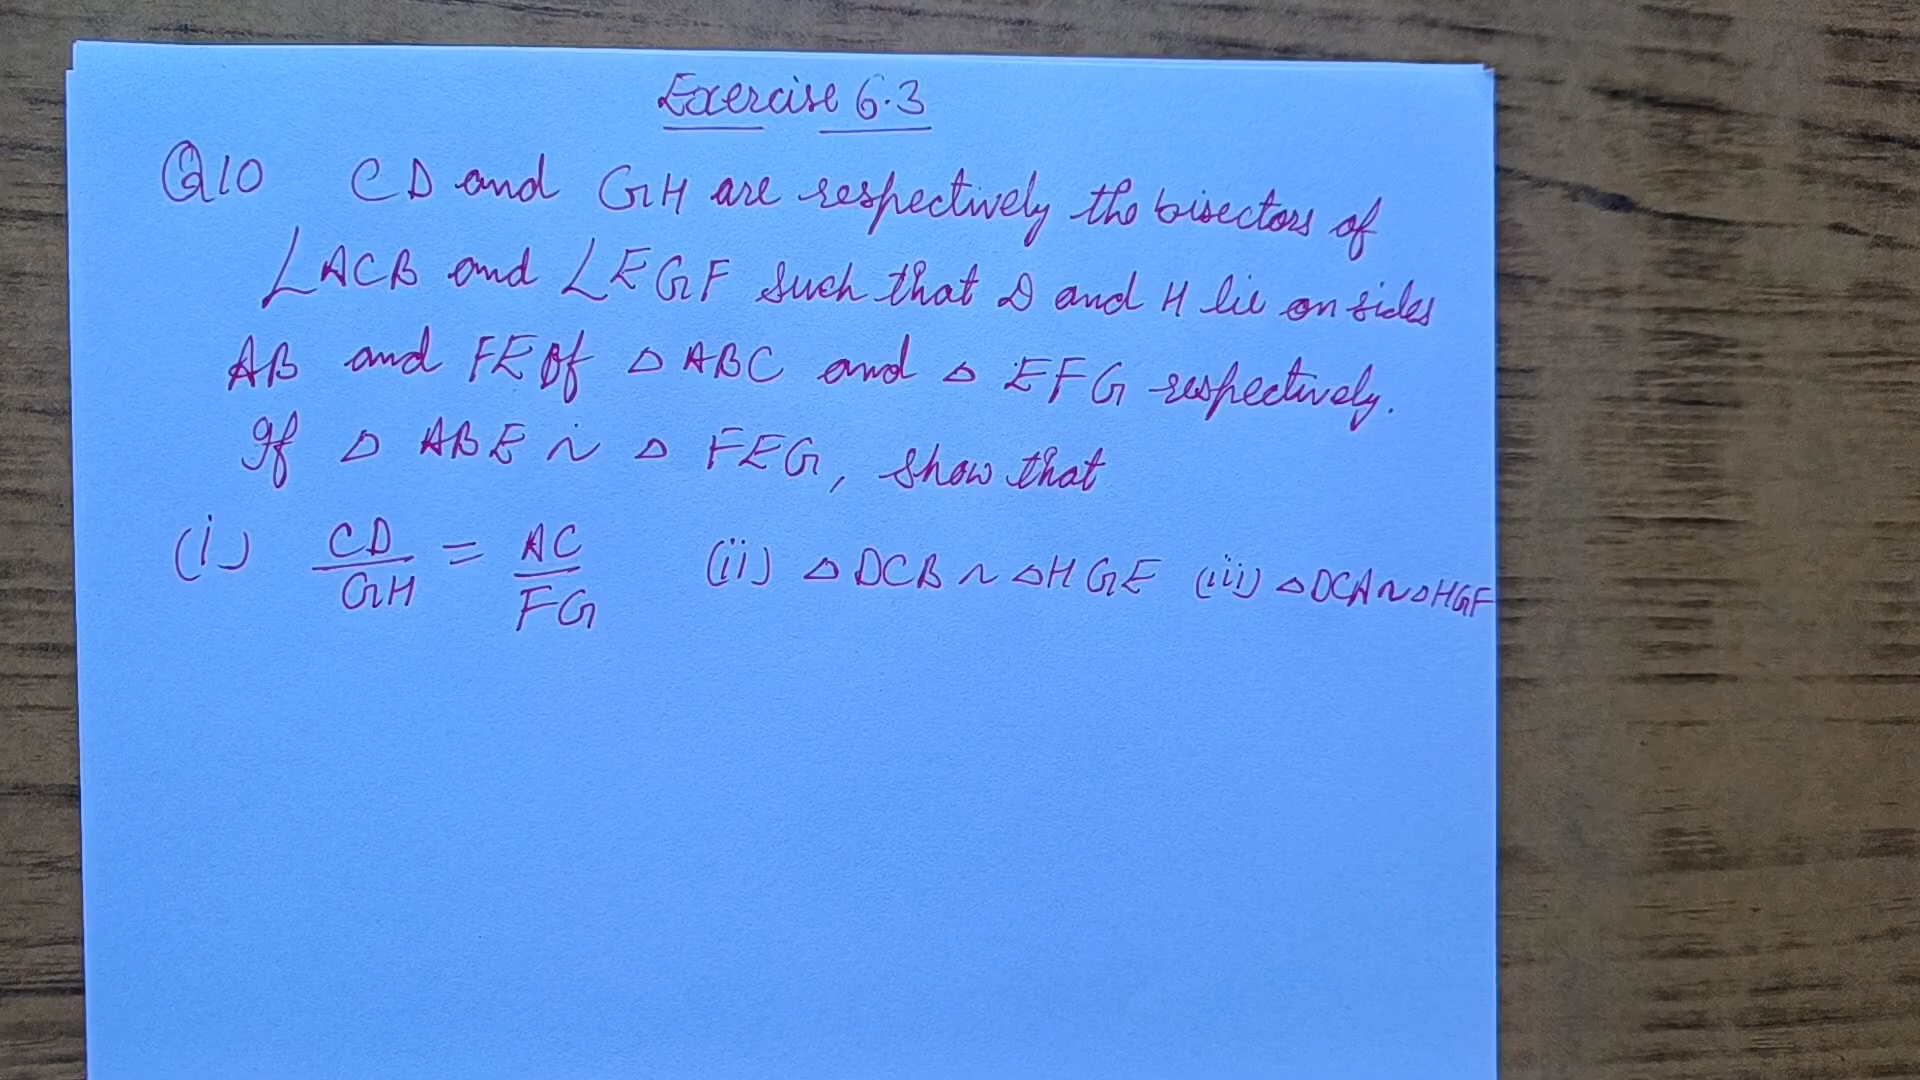 Exercise 6.3
Q10 CD and GH are respectively the bisectors of
∠ACB and ∠EGF such that D and H lie on sides
AB and FE Of △ ABC and △ EFG respectively.
If △ ABE ~ △ FEG, show that
(i) CD/GH = AC/FG (ii) △DCB ~ △HGE (iii) △DCA ~ △HGF